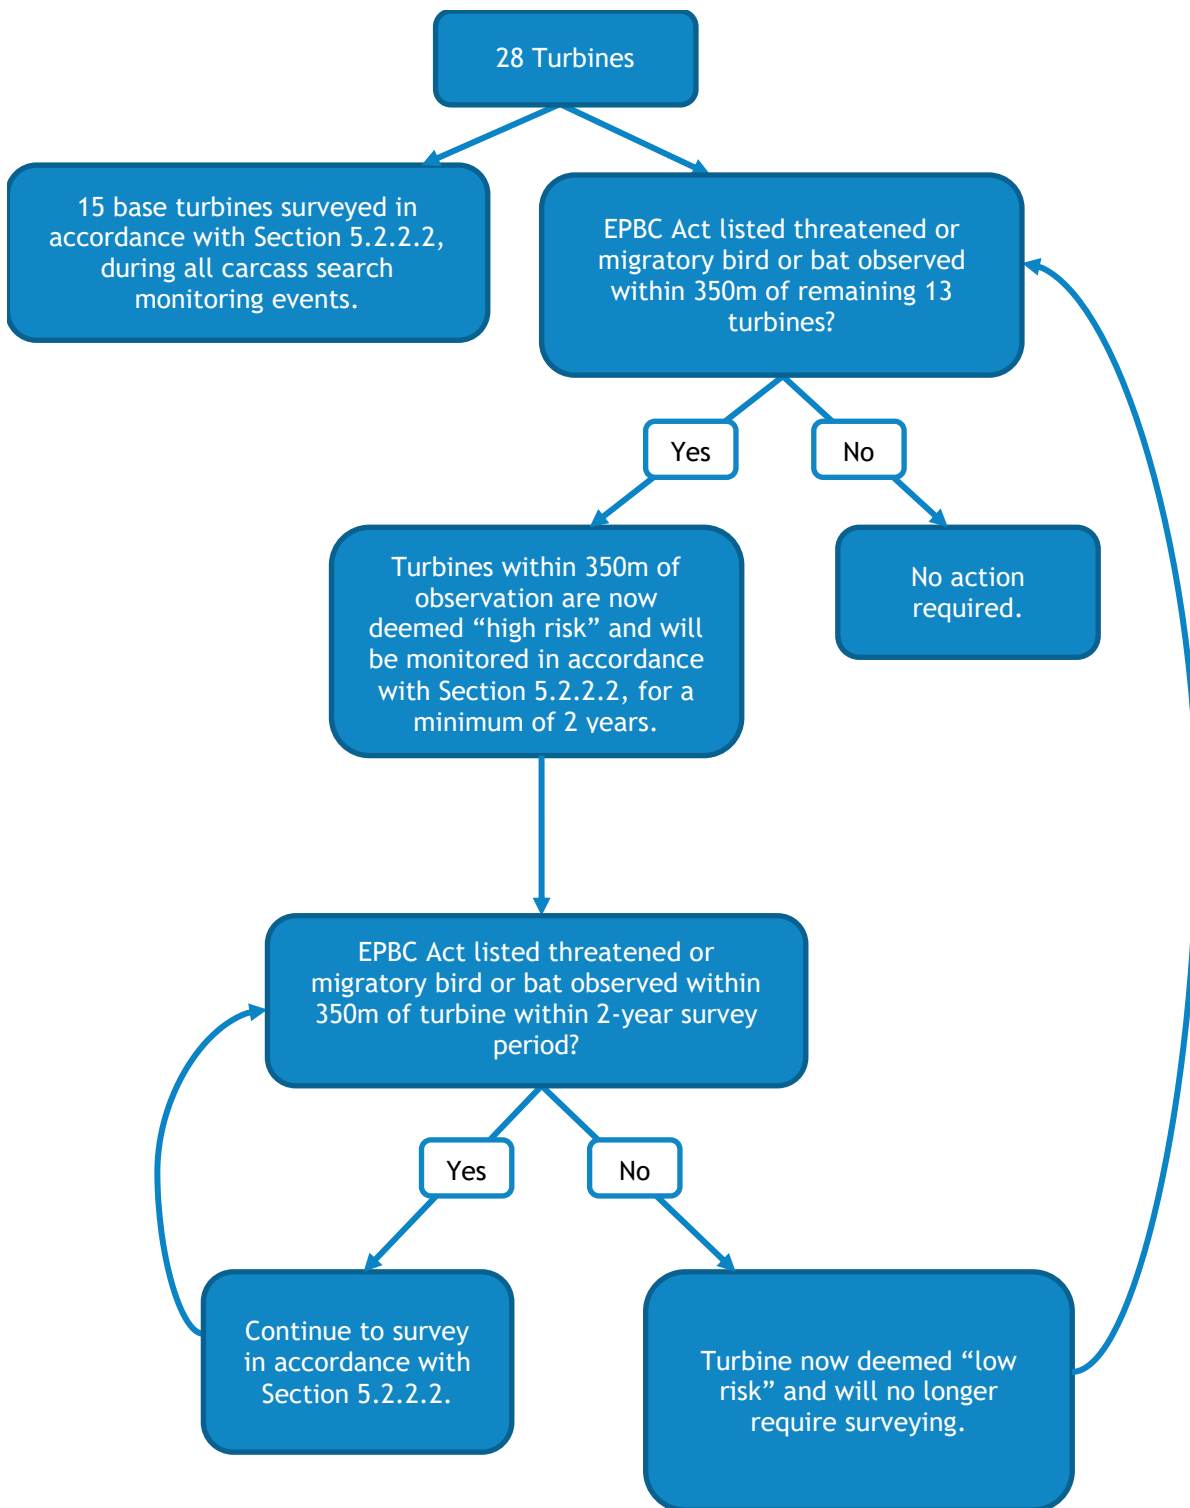 28 Turbines
15 base turbines surveyed in
accordance with Section 5.2.2.2,
during all carcass search
monitoring events.
EPBC Act listed threatened or
migratory bird or bat observed
within 350m of remaining 13
turbines?
Yes
No
Turbines within 350m of
observation are now
deemed “high risk” and will
be monitored in accordance
with Section 5.2.2.2, for a
minimum of 2 years.
No action
required.
EPBC Act listed threatened or
migratory bird or bat observed within
350m of turbine within 2-year survey
period?
Yes
No
Continue to survey
in accordance with
Section 5.2.2.2.
Turbine now deemed “low
risk” and will no longer
require surveying.